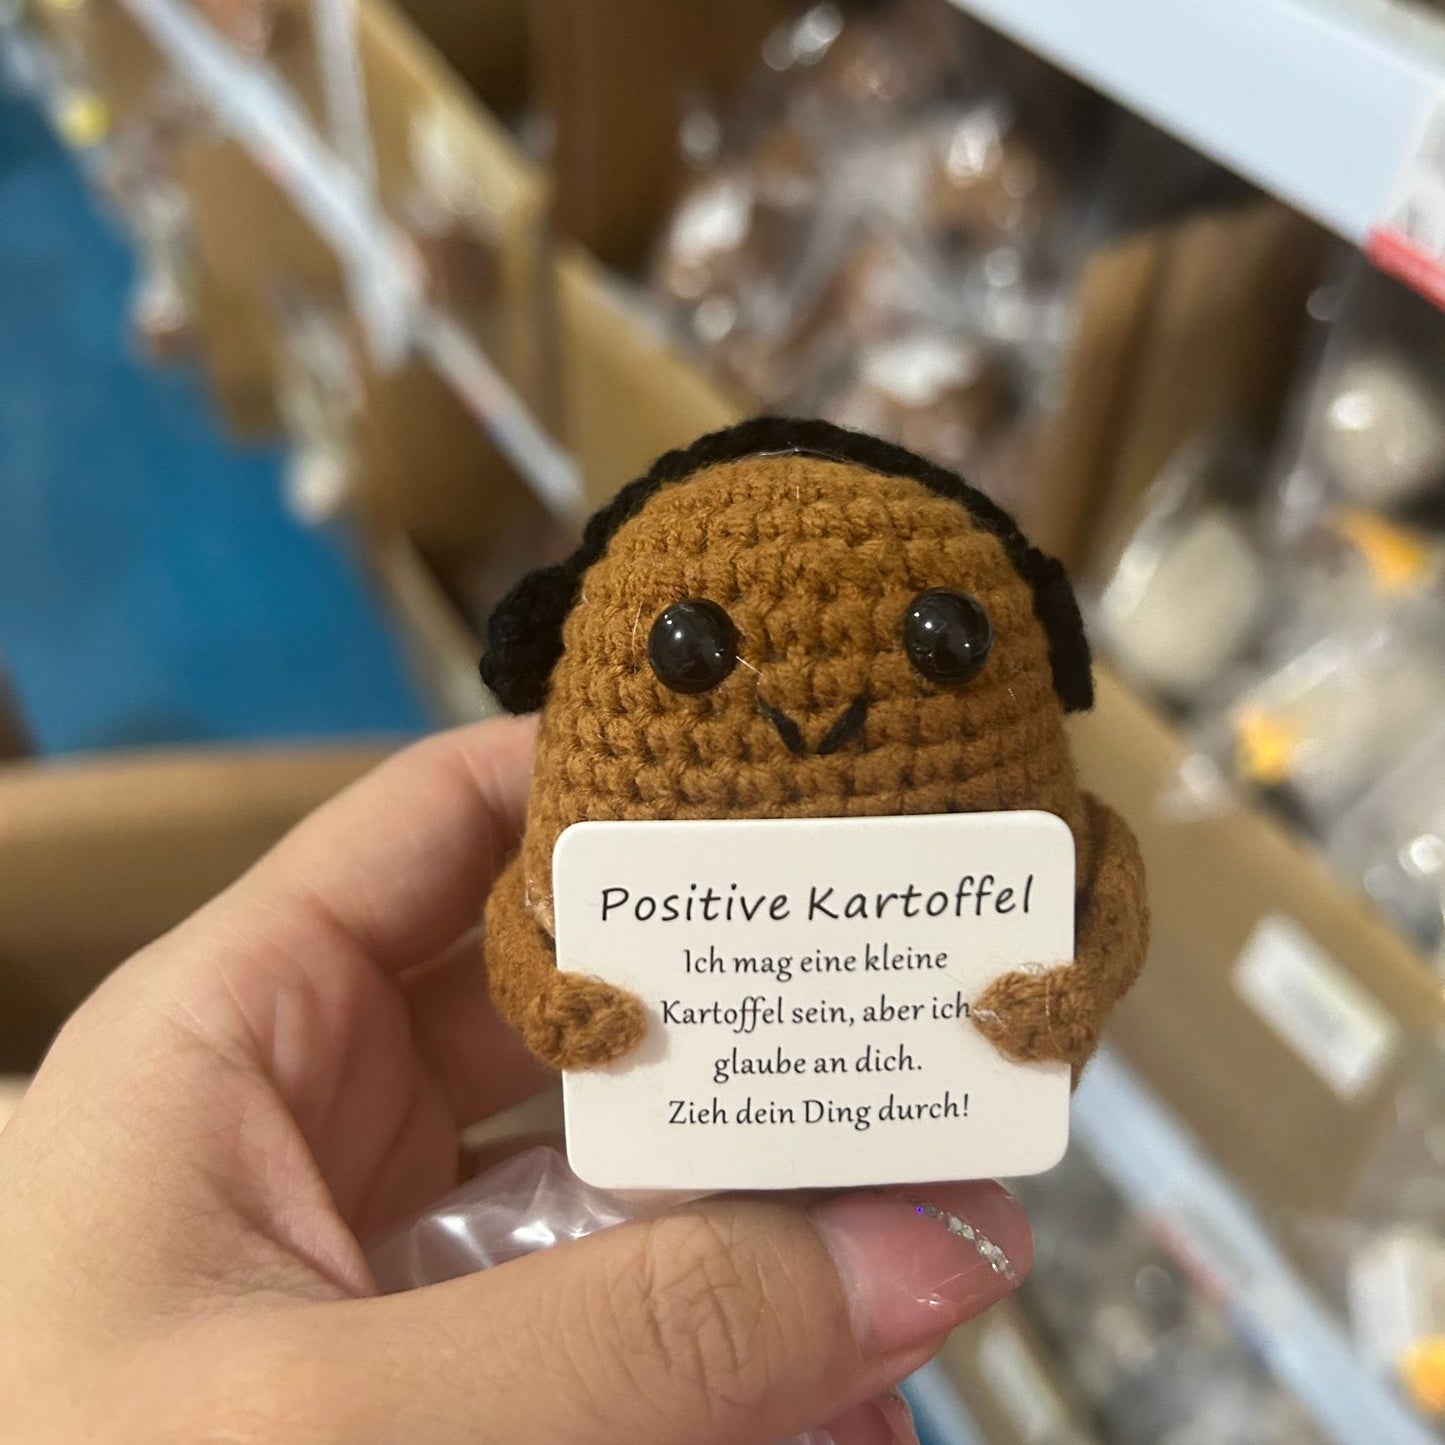 Positive Kartoffel
Ich mag eine kleine
Kartoffel sein, aber ich
glaube an dich.
Zieh dein Ding durch!